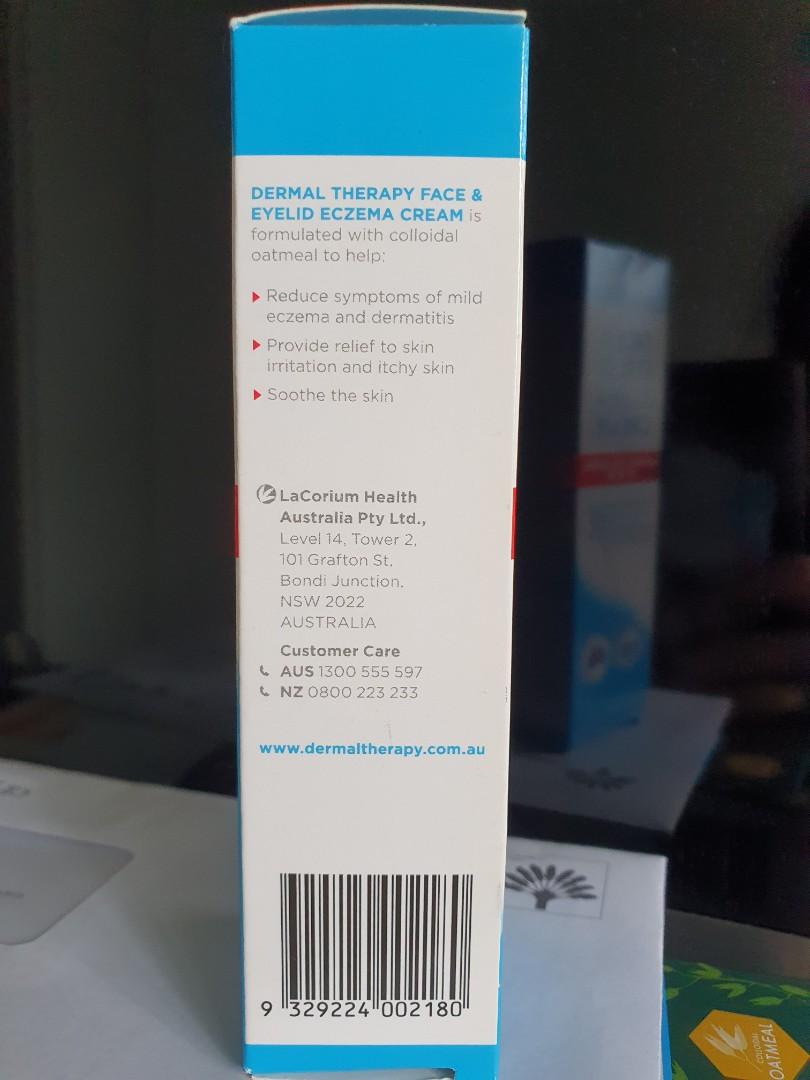 DERMAL THERAPY FACE &
EYELID ECZEMA CREAM is
formulated with colloidal
oatmeal to help:
Reduce symptoms of mild
eczema and dermatitis
Provide relief to skin
irritation and itchy skin
Soothe the skin
LaCorium Health
Australia Pty Ltd.,
Level 14, Tower 2,
101 Grafton St,
Bondi Junction,
NSW 2022
AUSTRALIA
Customer Care
AUS 1300 555 597
NZ 0800 223 233
www.dermaltherapy.com.au
9 329224 002180
COLLOIDAL
OATMEAL